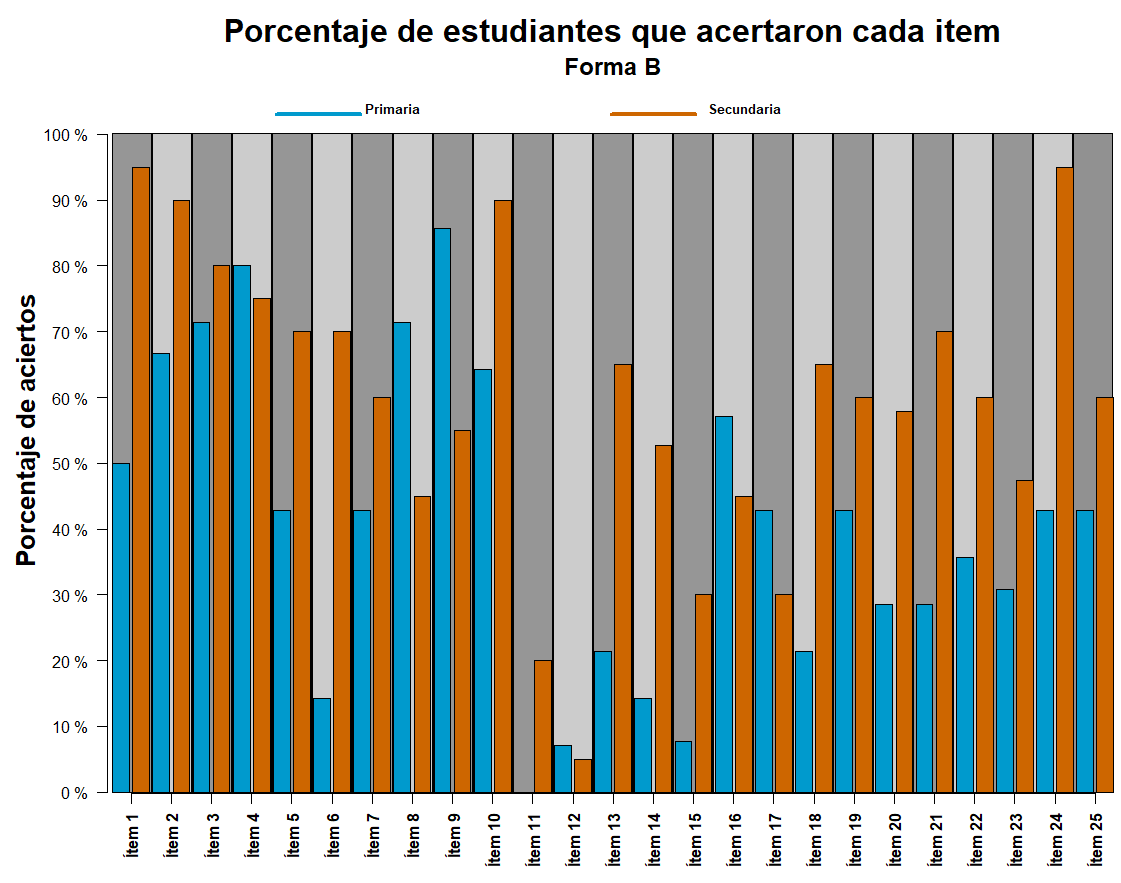 Porcentaje de estudiantes que acertaron cada item
Forma B
Primaria
Secundaria
Porcentaje de aciertos
100 %
90 %
80 %
70 %
60 %
50 %
40 %
30 %
20 %
10 %
0 %
Ítem 1
Ítem 2
Ítem 3
Ítem 4
Ítem 5
Ítem 6
Ítem 7
Ítem 8
Ítem 9
Ítem 10
Ítem 11
Ítem 12
Ítem 13
Ítem 14
Ítem 15
Ítem 16
Ítem 17
Ítem 18
Ítem 19
Ítem 20
Ítem 21
Ítem 22
Ítem 23
Ítem 24
Ítem 25